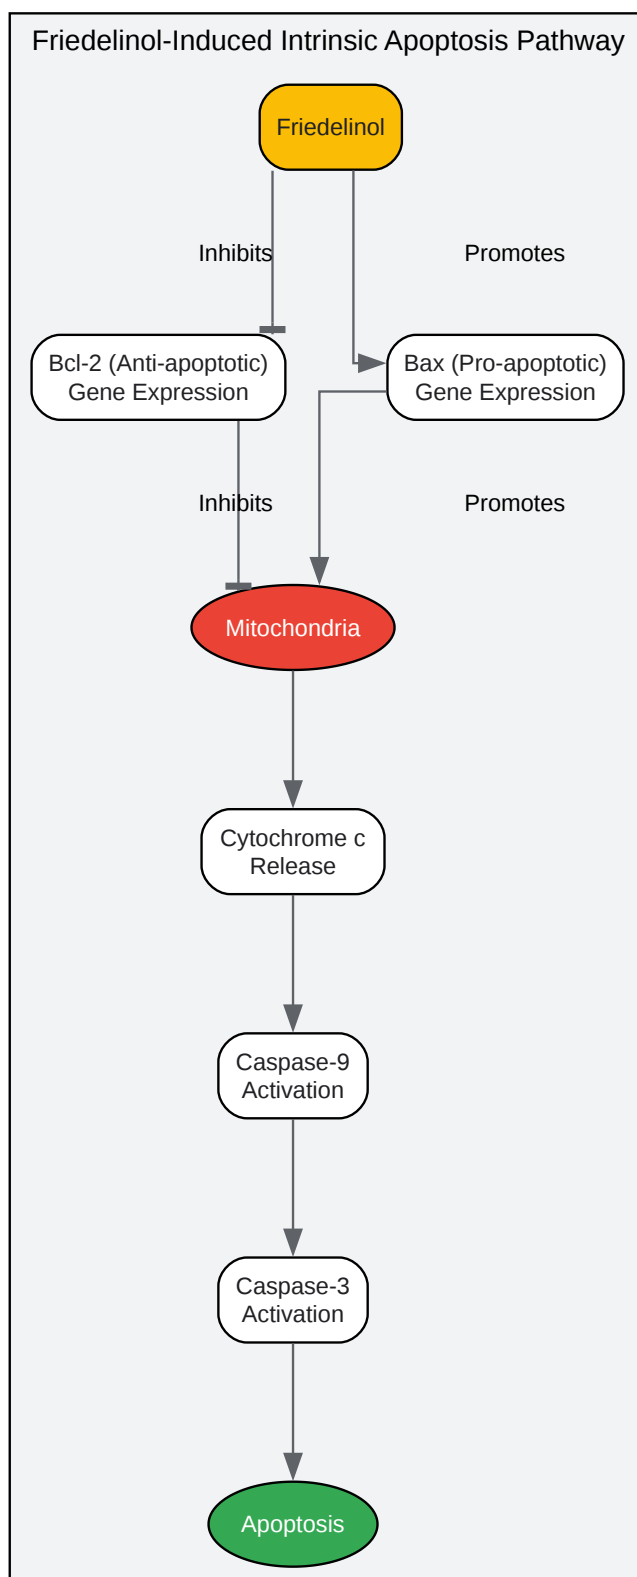 Friedelinol-Induced Intrinsic Apoptosis Pathway
Friedelinol
Inhibits
Promotes
Bcl-2 (Anti-apoptotic)
Gene Expression
Bax (Pro-apoptotic)
Gene Expression
Inhibits
Promotes
Mitochondria
Cytochrome c
Release
Caspase-9
Activation
Caspase-3
Activation
Apoptosis